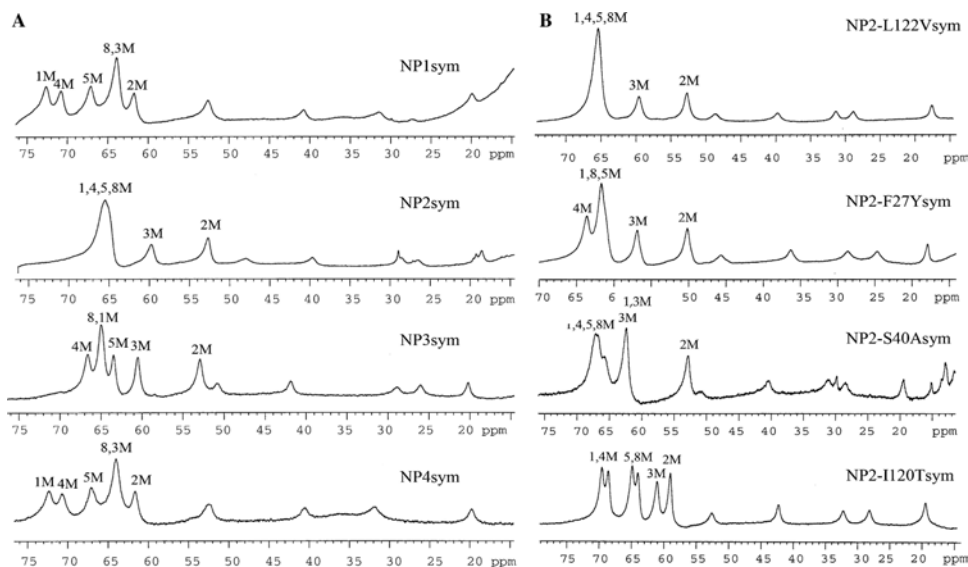 A
8,3M
1M
4M
5M
2M
NP1sym
75 70 65 60 55 50 45 40 35 30 25 20 ppm
1,4,5,8M
3M
2M
NP2sym
75 70 65 60 55 50 45 40 35 30 25 20 ppm
8,1M
4M
5M
3M
2M
NP3sym
75 70 65 60 55 50 45 40 35 30 25 20 ppm
8,3M
1M
4M
5M
2M
NP4sym
75 70 65 60 55 50 45 40 35 30 25 20 ppm
B
1,4,5,8M
3M
2M
NP2-L122Vsym
70 65 60 55 50 45 40 35 30 25 20 ppm
1,8,5M
4M
3M
2M
NP2-F27Ysym
70 6 60 55 50 45 40 35 30 25 20 ppm
1,3M
1,4,5,8M
3M
2M
NP2-S40Asym
75 70 65 60 55 50 45 40 35 30 25 20 ppm
1,4M
5,8M
3M
2M
NP2-I120Tsym
75 70 65 60 55 50 45 40 35 30 25 20 ppm